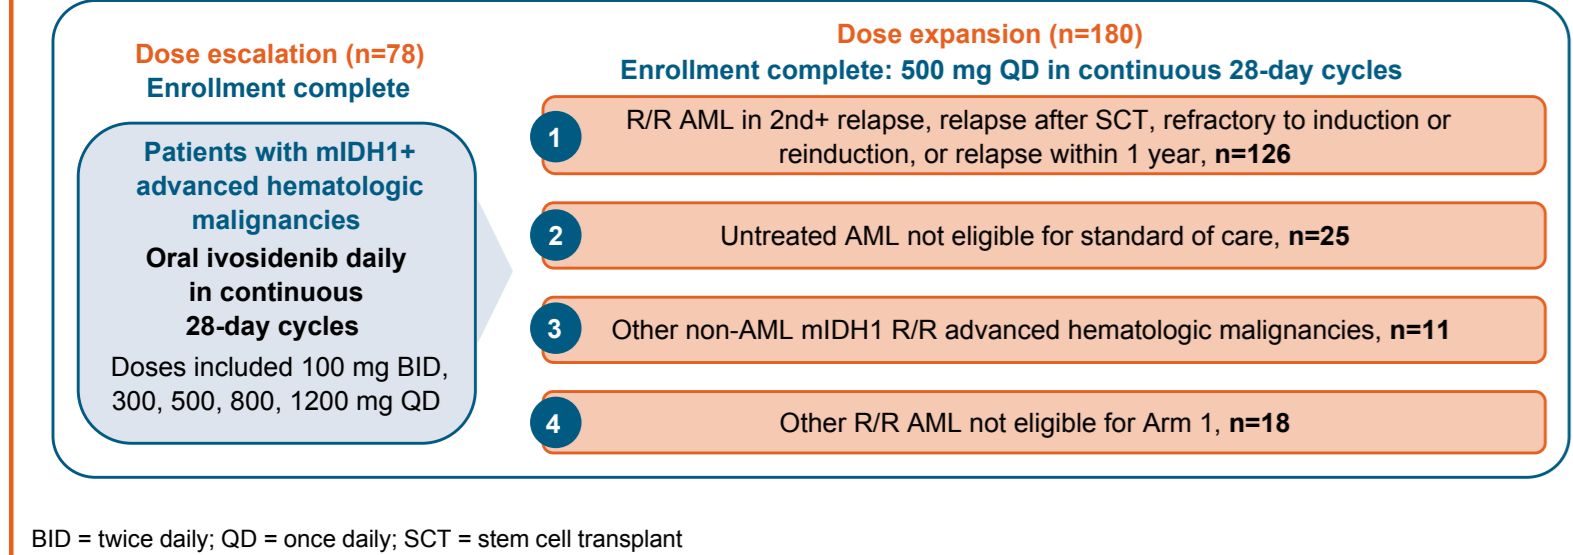 Dose escalation (n=78)
Enrollment complete
Patients with mIDH1+
advanced hematologic
malignancies
Oral ivosidenib daily
in continuous
28-day cycles
Doses included 100 mg BID,
300, 500, 800, 1200 mg QD
Dose expansion (n=180)
Enrollment complete: 500 mg QD in continuous 28-day cycles
1
R/R AML in 2nd+ relapse, relapse after SCT, refractory to induction or
reinduction, or relapse within 1 year, n=126
2
Untreated AML not eligible for standard of care, n=25
3
Other non-AML mIDH1 R/R advanced hematologic malignancies, n=11
4
Other R/R AML not eligible for Arm 1, n=18
BID = twice daily; QD = once daily; SCT = stem cell transplant